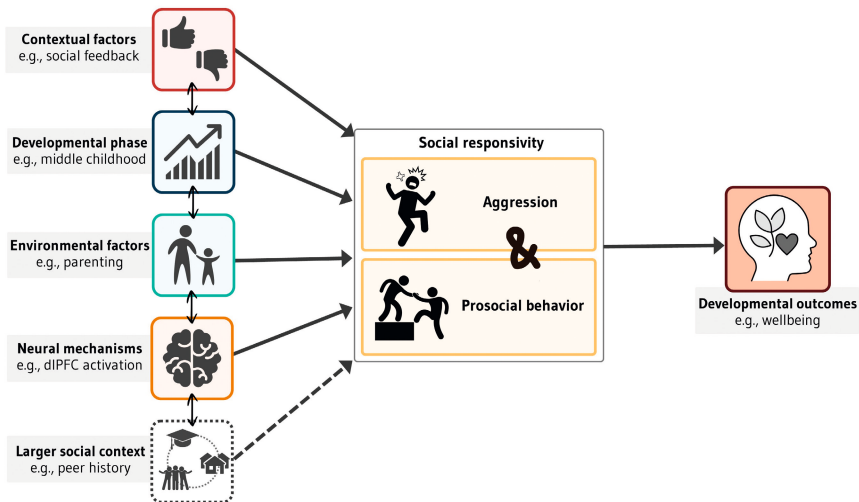 Contextual factors
e.g., social feedback
Developmental phase
e.g., middle childhood
Environmental factors
e.g., parenting
Neural mechanisms
e.g., dlPFC activation
Larger social context
e.g., peer history
Social responsivity
Aggression
&
Prosocial behavior
Developmental outcomes
e.g., wellbeing